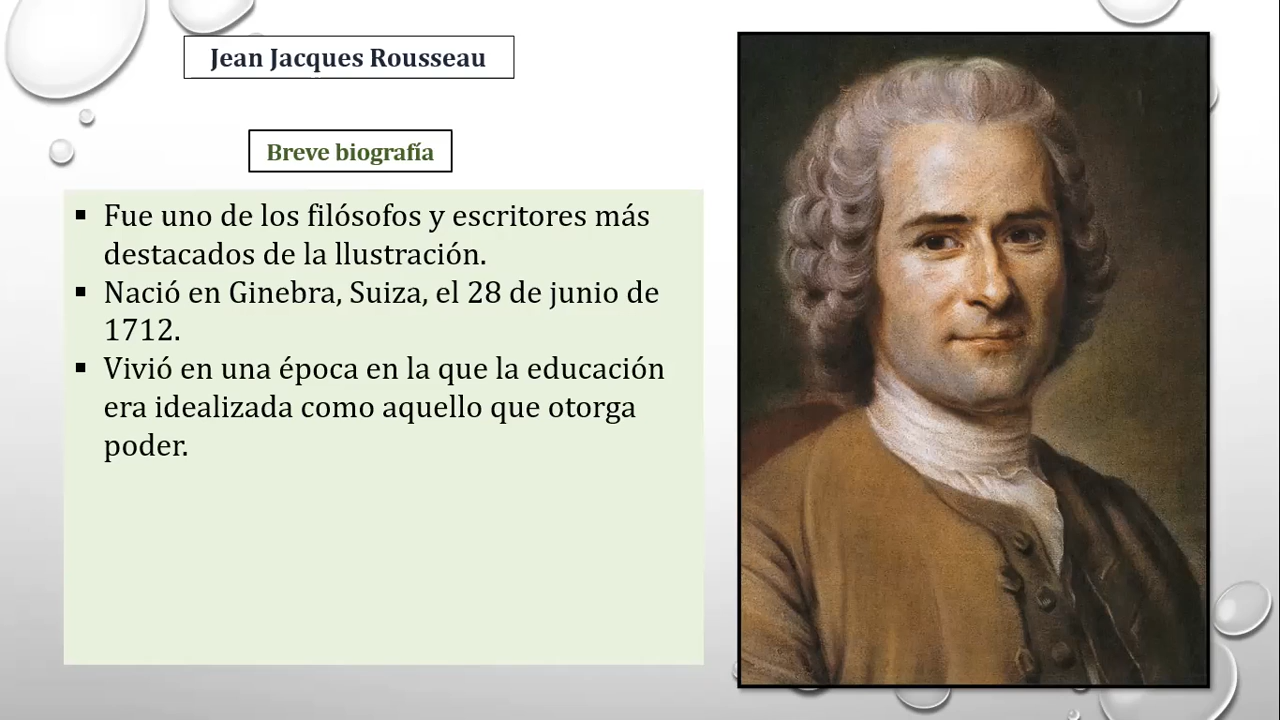 Jean Jacques Rousseau
Breve biografía
▪ Fue uno de los filósofos y escritores más
destacados de la llustración.
▪ Nació en Ginebra, Suiza, el 28 de junio de
1712.
▪ Vivió en una época en la que la educación
era idealizada como aquello que otorga
poder.